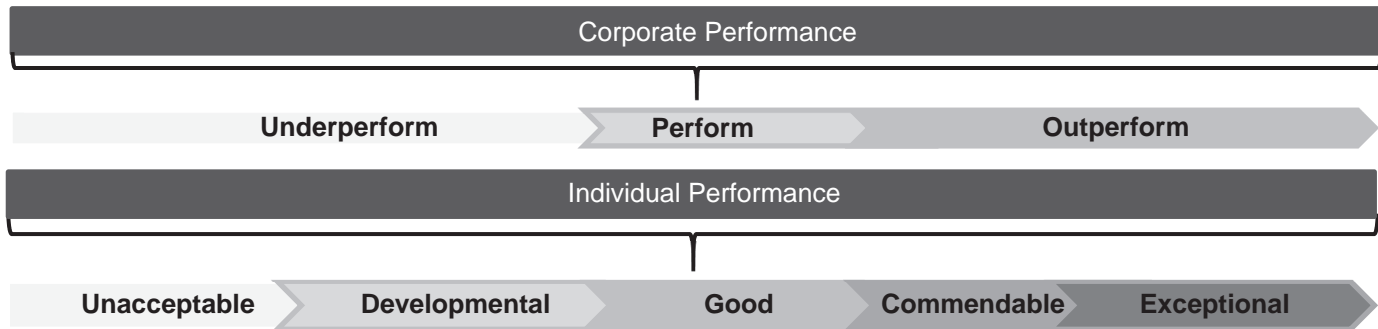 Corporate Performance
Underperform Perform Outperform
Individual Performance
Unacceptable Developmental Good Commendable Exceptional